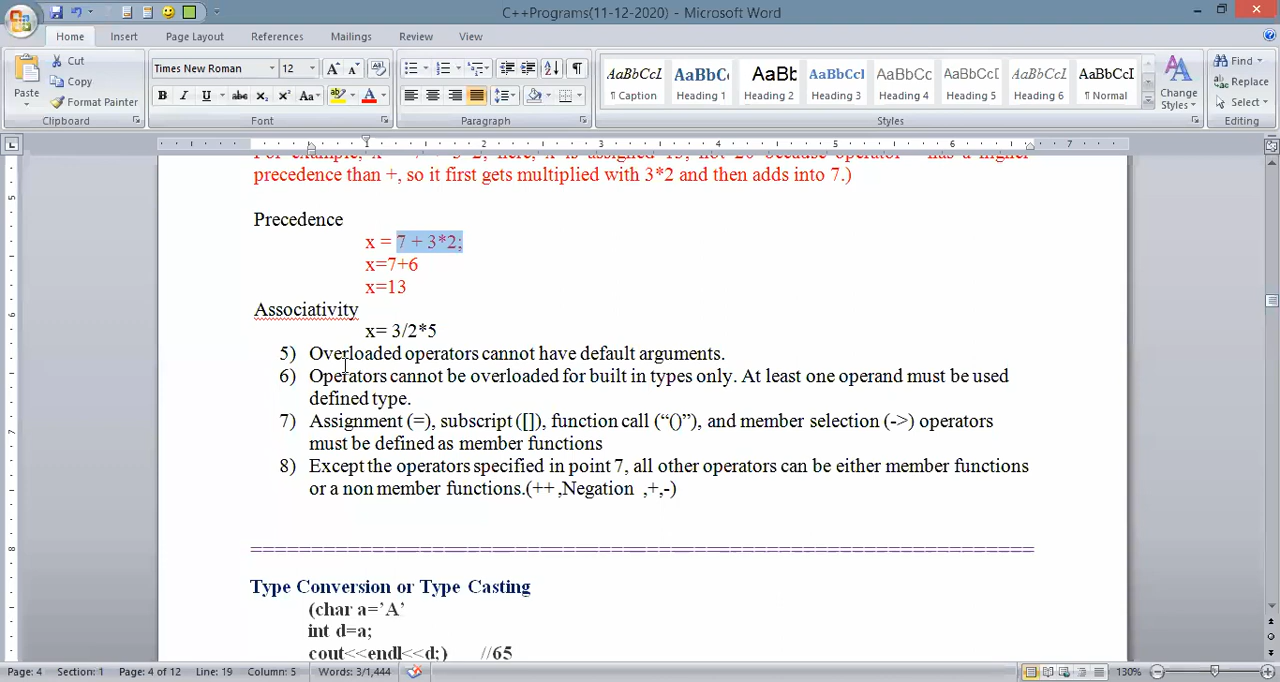 C++Programs(11-12-2020) - Microsoft Word
Home Insert Page Layout References Mailings Review View
Paste Cut Copy Format Painter Clipboard
Times New Roman 12 Font
Paragraph
AaBbCcI AaBbC( AaBb AaBbCcl AaBbCc AaBbCcI AaBbCcI AaBbCcI
Caption Heading 1 Heading 2 Heading 3 Heading 4 Heading 5 Heading 6 ¶ Normal
Styles
Change Styles
Find Replace Select Editing
precedence than +, so it first gets multiplied with 3*2 and then adds into 7.)
Precedence
x = 7 + 3*2;
x=7+6
x=13
Associativity
x= 3/2*5
5) Overloaded operators cannot have default arguments.
6) Operators cannot be overloaded for built in types only. At least one operand must be used
defined type.
7) Assignment (=), subscript ([]), function call (“()”), and member selection (->) operators
must be defined as member functions
8) Except the operators specified in point 7, all other operators can be either member functions
or a non member functions.(++ ,Negation ,+,-)
Type Conversion or Type Casting
(char a=’A’
int d=a;
cout<<endl<<d;) //65
Page: 4 Section: 1 Page: 4 of 12 Line: 19 Column: 5 Words: 3/1,444 130%